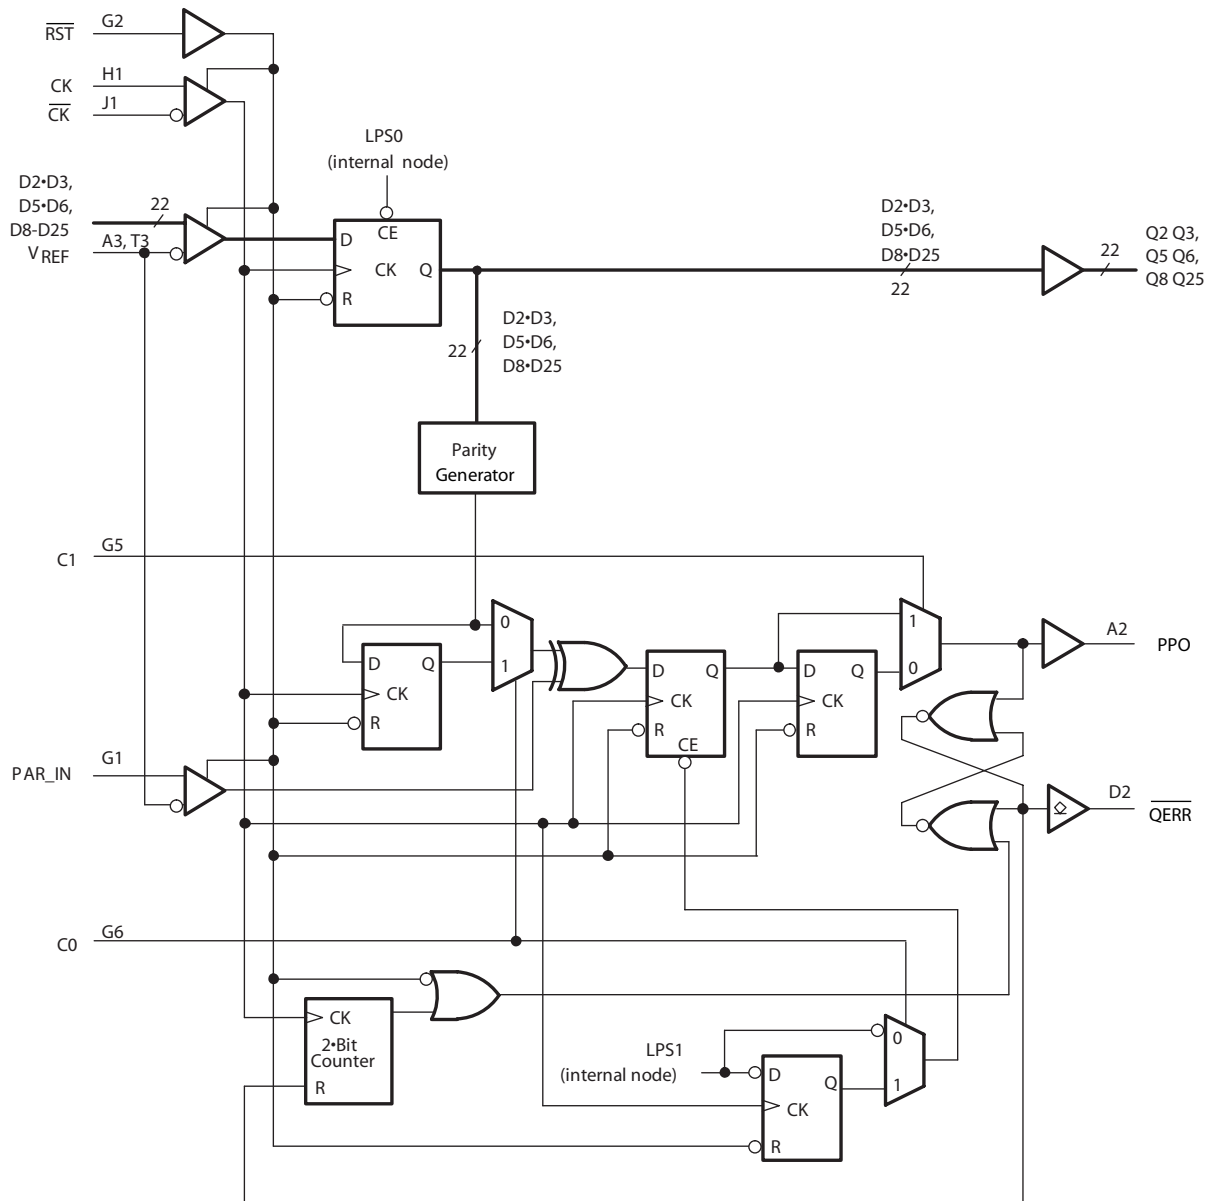 RST
G2
CK
H1
CK
J1
LPS0
(internal node)
D2•D3,
D5•D6,
D8-D25
22
VREF
A3, T3
D
CE
CK
Q
R
D2•D3,
D5•D6,
D8•D25
22
22
Q2 Q3,
Q5 Q6,
Q8 Q25
22
D2•D3,
D5•D6,
D8•D25
Parity
Generator
C1
G5
0
1
D
Q
CK
R
D
Q
CK
R
CE
D
Q
CK
R
1
0
A2
PPO
PAR_IN
G1
D2
QERR
C0
G6
CK
2•Bit
Counter
R
LPS1
(internal node)
D
Q
CK
R
0
1